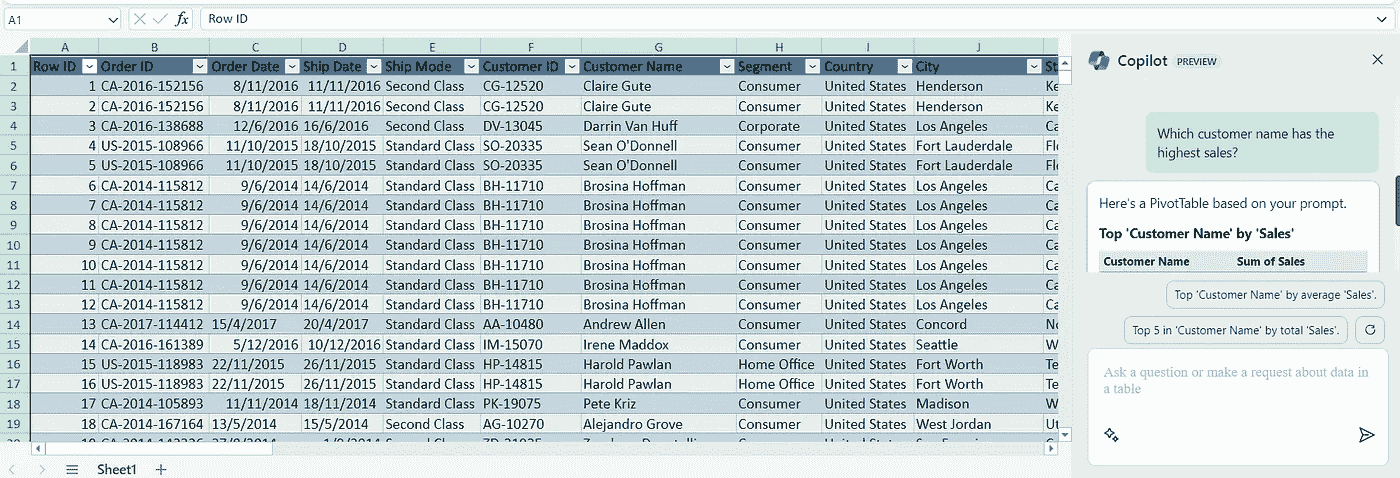 A1 fx Row ID
A B C D E F G H I J
1 Row ID Order ID Order Date Ship Date Ship Mode Customer ID Customer Name Segment Country City
2 1 CA-2016-152156 8/11/2016 11/11/2016 Second Class CG-12520 Claire Gute Consumer United States Henderson Ke
3 2 CA-2016-152156 8/11/2016 11/11/2016 Second Class CG-12520 Claire Gute Consumer United States Henderson Ke
4 3 CA-2016-138688 12/6/2016 16/6/2016 Second Class DV-13045 Darrin Van Huff Corporate United States Los Angeles Ca
5 4 US-2015-108966 11/10/2015 18/10/2015 Standard Class SO-20335 Sean O'Donnell Consumer United States Fort Lauderdale Flo
6 5 US-2015-108966 11/10/2015 18/10/2015 Standard Class SO-20335 Sean O'Donnell Consumer United States Fort Lauderdale Flo
7 6 CA-2014-115812 9/6/2014 14/6/2014 Standard Class BH-11710 Brosina Hoffman Consumer United States Los Angeles Ca
8 7 CA-2014-115812 9/6/2014 14/6/2014 Standard Class BH-11710 Brosina Hoffman Consumer United States Los Angeles Ca
9 8 CA-2014-115812 9/6/2014 14/6/2014 Standard Class BH-11710 Brosina Hoffman Consumer United States Los Angeles Ca
10 9 CA-2014-115812 9/6/2014 14/6/2014 Standard Class BH-11710 Brosina Hoffman Consumer United States Los Angeles Ca
11 10 CA-2014-115812 9/6/2014 14/6/2014 Standard Class BH-11710 Brosina Hoffman Consumer United States Los Angeles Ca
12 11 CA-2014-115812 9/6/2014 14/6/2014 Standard Class BH-11710 Brosina Hoffman Consumer United States Los Angeles Ca
13 12 CA-2014-115812 9/6/2014 14/6/2014 Standard Class BH-11710 Brosina Hoffman Consumer United States Los Angeles Ca
14 13 CA-2017-114412 15/4/2017 20/4/2017 Standard Class AA-10480 Andrew Allen Consumer United States Concord No
15 14 CA-2016-161389 5/12/2016 10/12/2016 Standard Class IM-15070 Irene Maddox Consumer United States Seattle W
16 15 US-2015-118983 22/11/2015 26/11/2015 Standard Class HP-14815 Harold Pawlan Home Office United States Fort Worth Te
17 16 US-2015-118983 22/11/2015 26/11/2015 Standard Class HP-14815 Harold Pawlan Home Office United States Fort Worth Te
18 17 CA-2014-105893 11/11/2014 18/11/2014 Standard Class PK-19075 Pete Kriz Consumer United States Madison W
19 18 CA-2014-167164 13/5/2014 15/5/2014 Second Class AG-10270 Alejandro Grove Consumer United States West Jordan Ut
Sheet1
Copilot PREVIEW
Which customer name has the
highest sales?
Here's a PivotTable based on your prompt.
Top 'Customer Name' by 'Sales'
Customer Name Sum of Sales
Top 'Customer Name' by average 'Sales'.
Top 5 in 'Customer Name' by total 'Sales'.
Ask a question or make a request about data in
a table